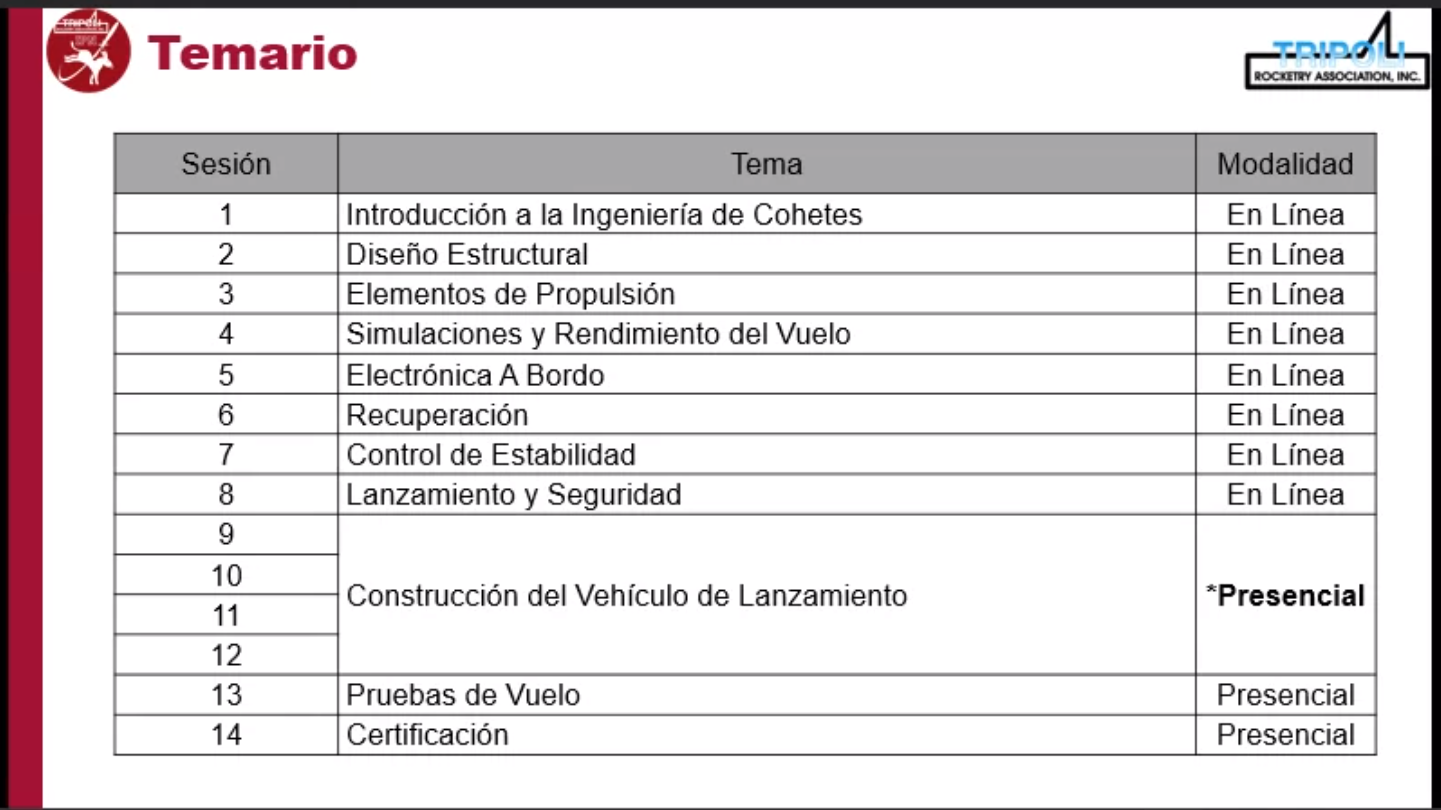 TRIPOLI
IPN
Temario
TRIPOLI
ROCKETRY ASSOCIATION, INC.
Sesión Tema Modalidad
1 Introducción a la Ingeniería de Cohetes En Línea
2 Diseño Estructural En Línea
3 Elementos de Propulsión En Línea
4 Simulaciones y Rendimiento del Vuelo En Línea
5 Electrónica A Bordo En Línea
6 Recuperación En Línea
7 Control de Estabilidad En Línea
8 Lanzamiento y Seguridad En Línea
9
10
Construcción del Vehículo de Lanzamiento *Presencial
11
12
13 Pruebas de Vuelo Presencial
14 Certificación Presencial